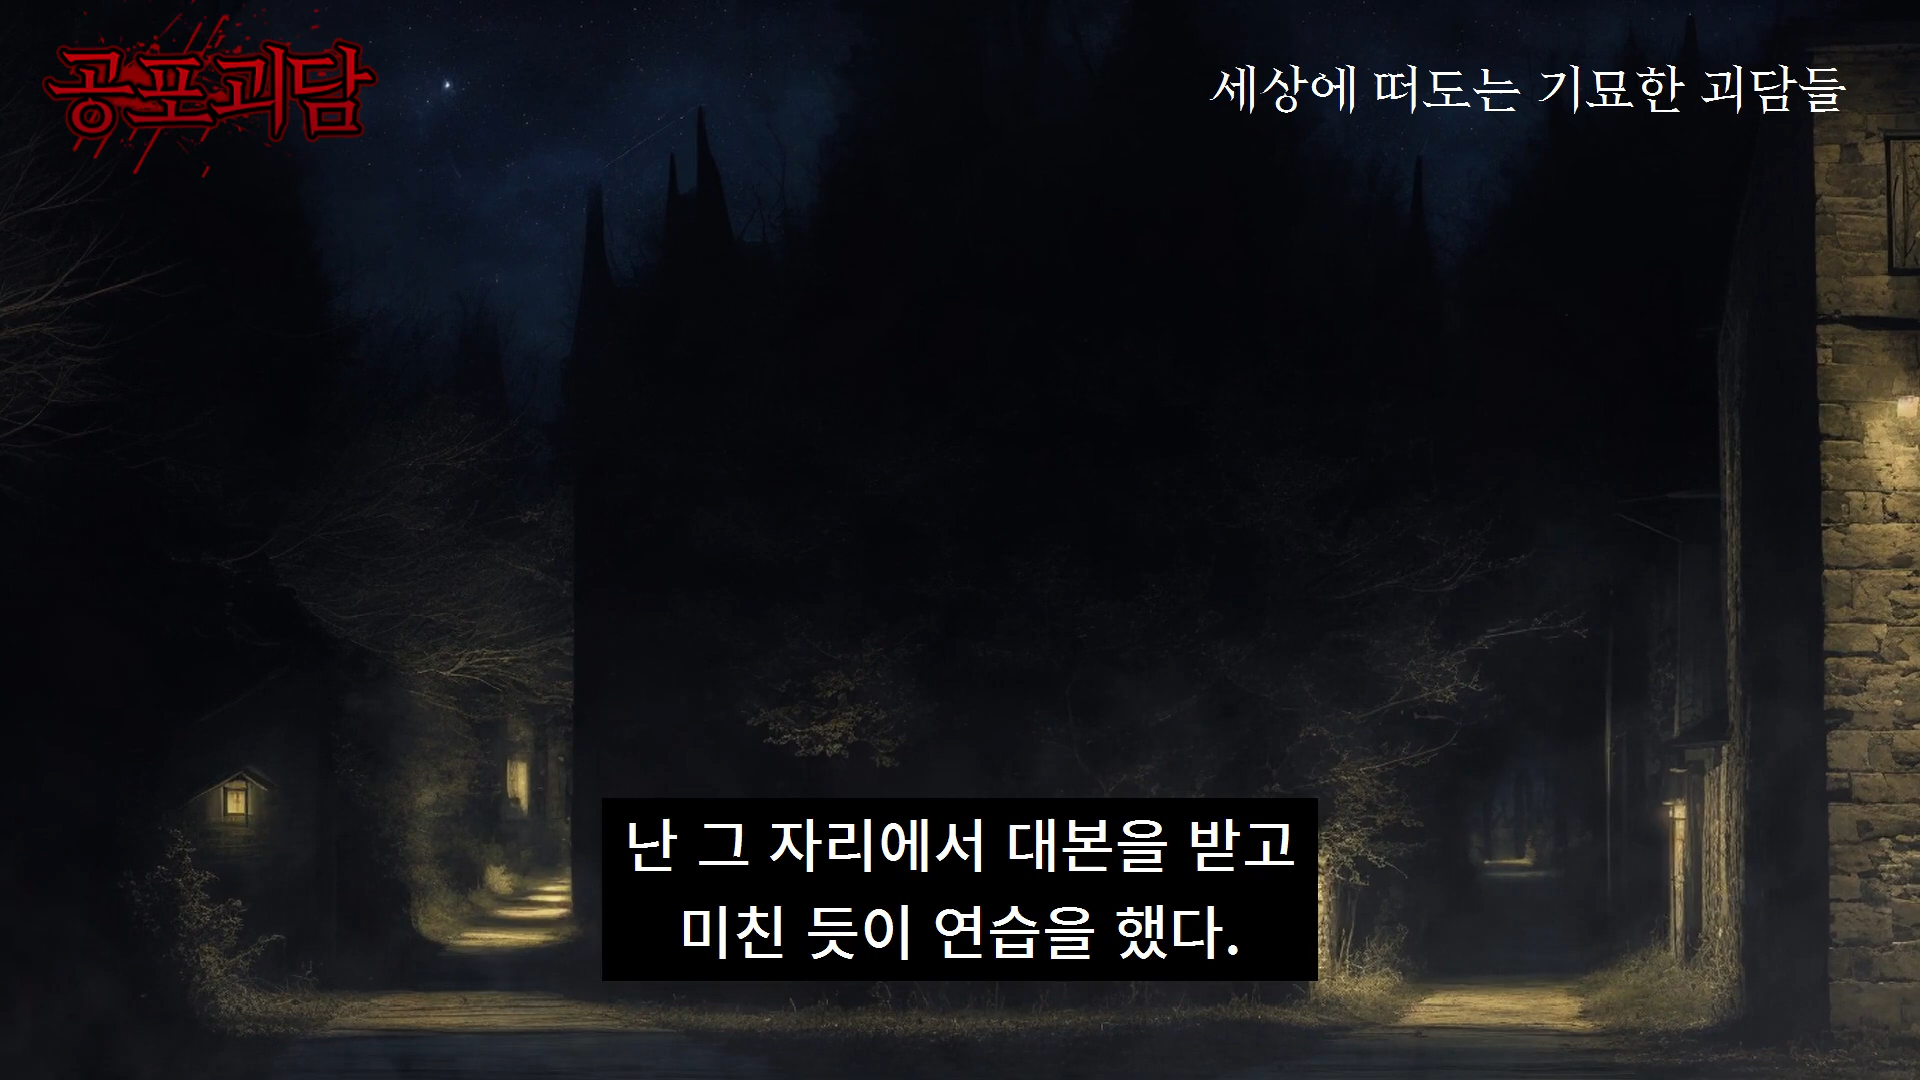 공포괴담
세상에 떠도는 기묘한 괴담들
난 그 자리에서 대본을 받고
미친 듯이 연습을 했다.